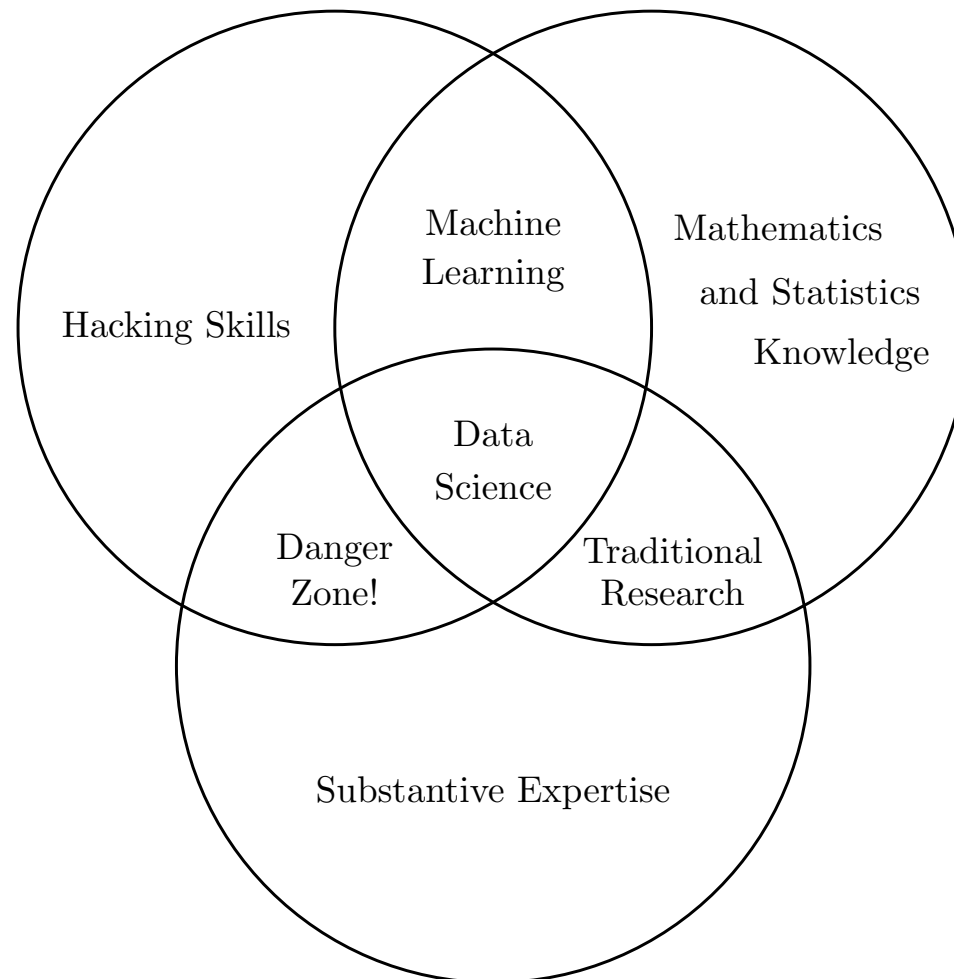 Machine
Learning
Mathematics
and Statistics
Knowledge
Hacking Skills
Data
Science
Danger
Zone!
Traditional
Research
Substantive Expertise